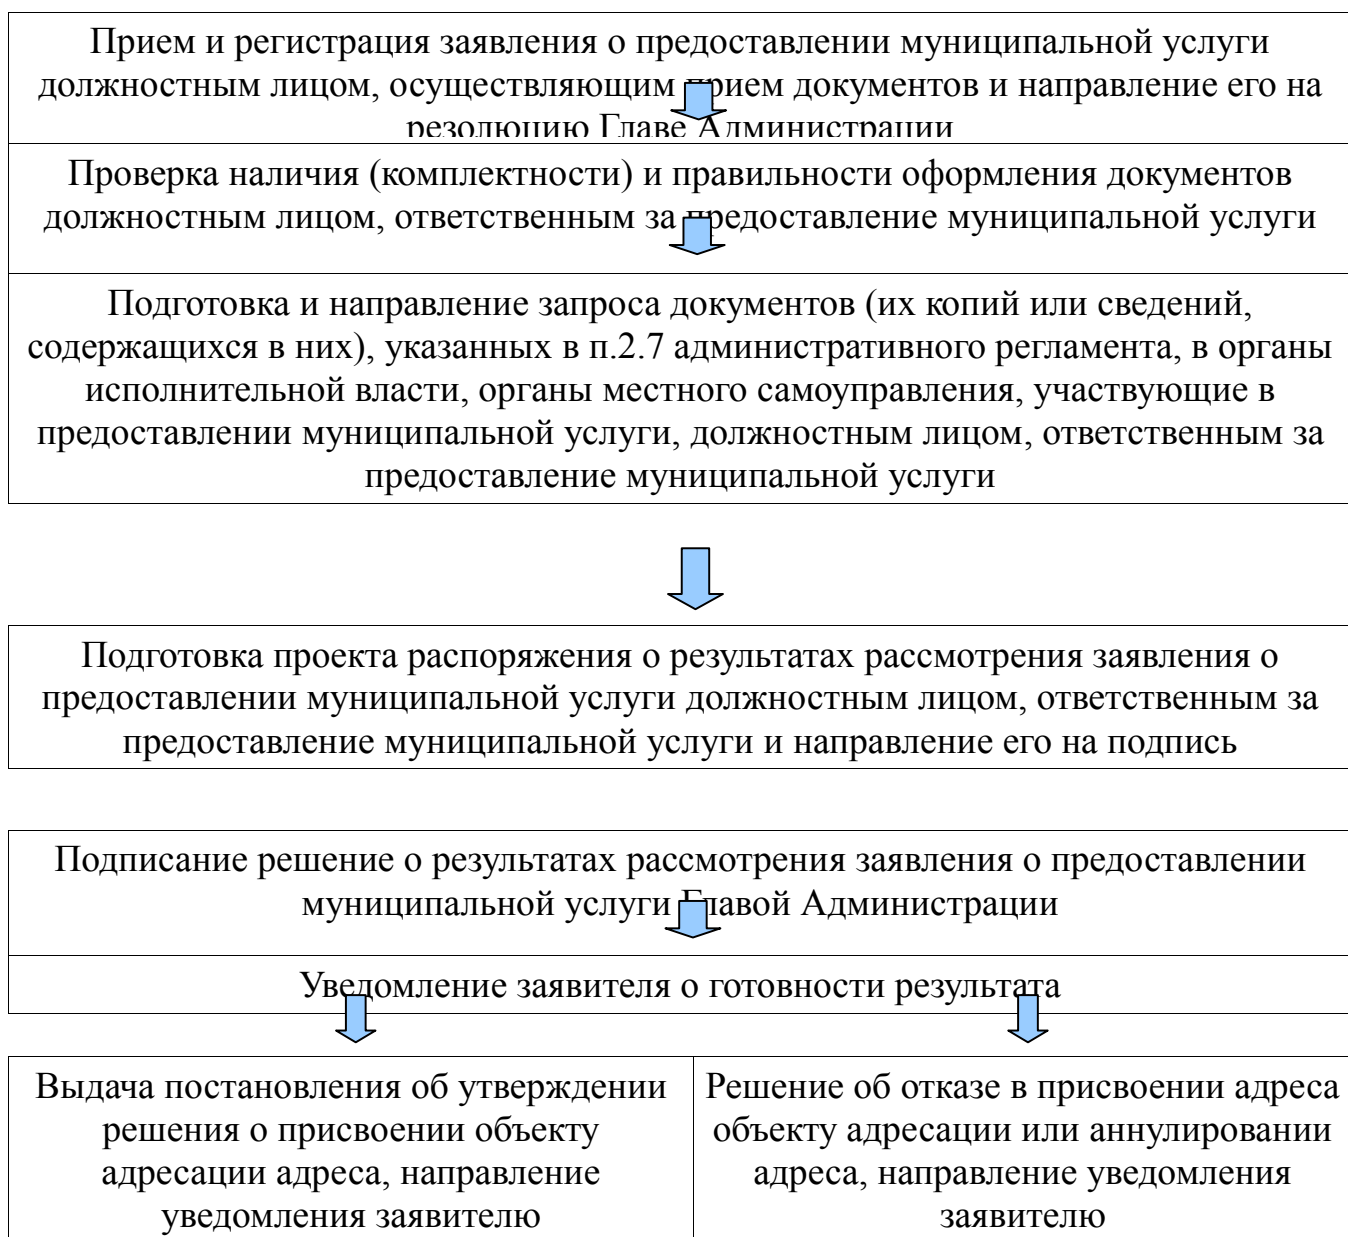 Прием и регистрация заявления о предоставлении муниципальной услуги
должностным лицом, осуществляющим прием документов и направление его на
резолюцию Главе Администрации
Проверка наличия (комплектности) и правильности оформления документов
должностным лицом, ответственным за предоставление муниципальной услуги
Подготовка и направление запроса документов (их копий или сведений,
содержащихся в них), указанных в п.2.7 административного регламента, в органы
исполнительной власти, органы местного самоуправления, участвующие в
предоставлении муниципальной услуги, должностным лицом, ответственным за
предоставление муниципальной услуги
Подготовка проекта распоряжения о результатах рассмотрения заявления о
предоставлении муниципальной услуги должностным лицом, ответственным за
предоставление муниципальной услуги и направление его на подпись
Подписание решение о результатах рассмотрения заявления о предоставлении
муниципальной услуги Главой Администрации
Уведомление заявителя о готовности результата
Выдача постановления об утверждении
решения о присвоении объекту
адресации адреса, направление
уведомления заявителю
Решение об отказе в присвоении адреса
объекту адресации или аннулировании
адреса, направление уведомления
заявителю